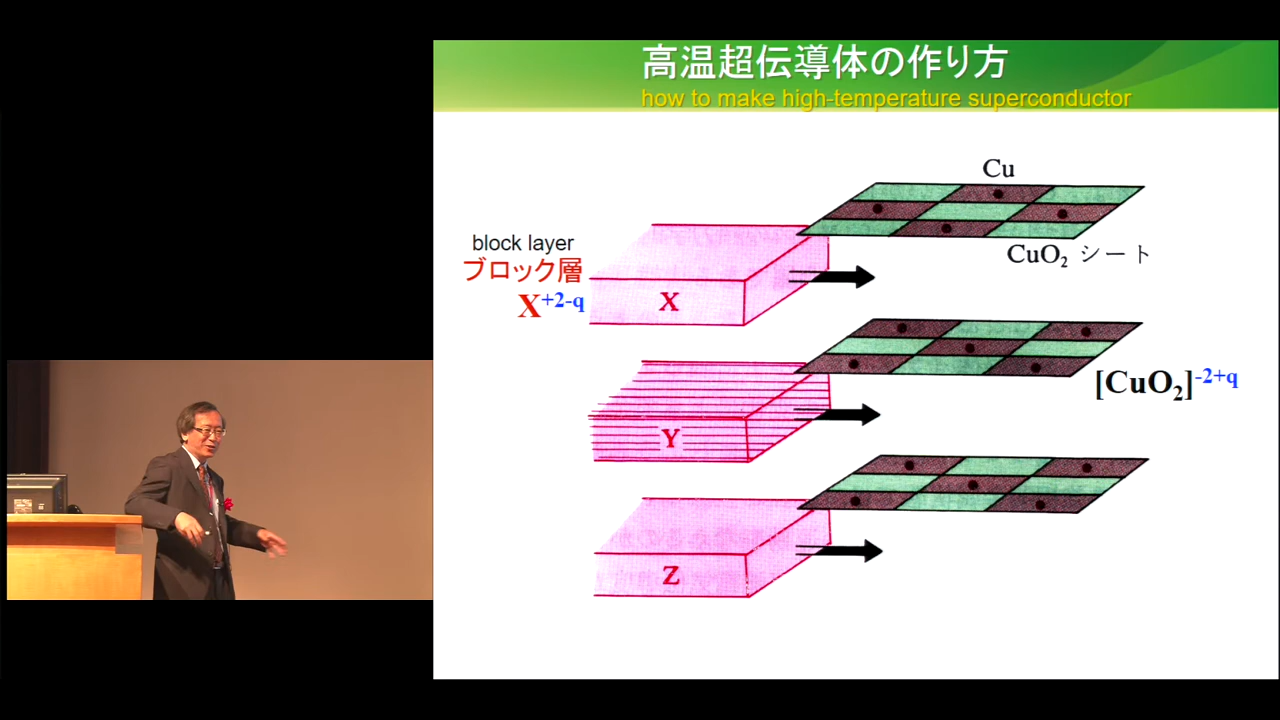 高温超伝導体の作り方
how to make high-temperature superconductor
Cu
CuO₂ シート
block layer
ブロック層
X⁺²⁻q
X
[CuO₂]⁻²⁺q
Y
Z